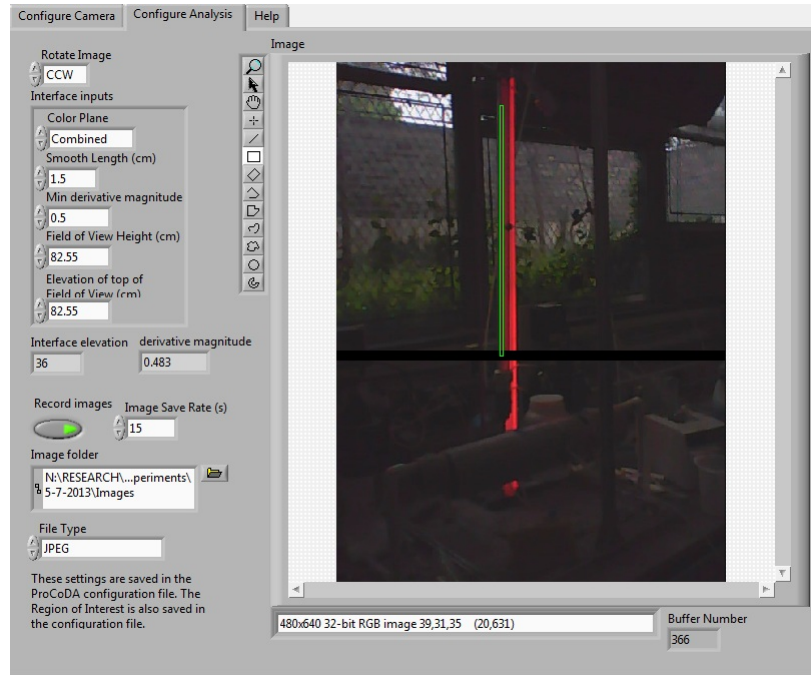 Configure Camera
Configure Analysis
Help
Rotate Image
CCW
Interface inputs
Color Plane
Combined
Smooth Length (cm)
1.5
Min derivative magnitude
0.5
Field of View Height (cm)
82.55
Elevation of top of
Field of View (cm)
82.55
Interface elevation
derivative magnitude
36
0.483
Record images
Image Save Rate (s)
15
Image folder
N:\RESEARCH\...periments\
5-7-2013\Images
File Type
JPEG
These settings are saved in the
ProCoDA configuration file. The
Region of Interest is also saved in
the configuration file.
Image
480x640 32-bit RGB image 39,31,35 (20,631)
Buffer Number
366